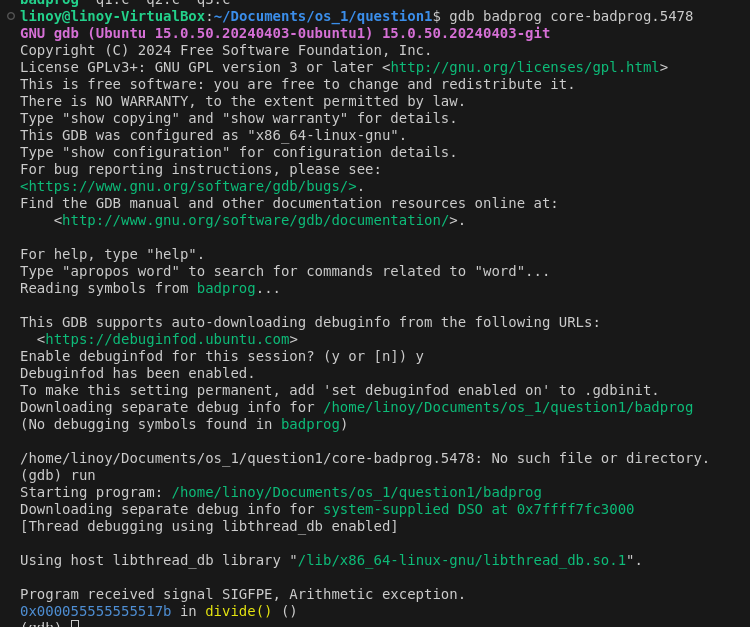 badprog q1.c q2.c q3.c
linoy@linoy-VirtualBox:~/Documents/os_1/question1$ gdb badprog core-badprog.5478
GNU gdb (Ubuntu 15.0.50.20240403-0ubuntu1) 15.0.50.20240403-git
Copyright (C) 2024 Free Software Foundation, Inc.
License GPLv3+: GNU GPL version 3 or later <http://gnu.org/licenses/gpl.html>
This is free software: you are free to change and redistribute it.
There is NO WARRANTY, to the extent permitted by law.
Type "show copying" and "show warranty" for details.
This GDB was configured as "x86_64-linux-gnu".
Type "show configuration" for configuration details.
For bug reporting instructions, please see:
<https://www.gnu.org/software/gdb/bugs/>.
Find the GDB manual and other documentation resources online at:
    <http://www.gnu.org/software/gdb/documentation/>.

For help, type "help".
Type "apropos word" to search for commands related to "word"...
Reading symbols from badprog...

This GDB supports auto-downloading debuginfo from the following URLs:
  <https://debuginfod.ubuntu.com>
Enable debuginfod for this session? (y or [n]) y
Debuginfod has been enabled.
To make this setting permanent, add 'set debuginfod enabled on' to .gdbinit.
Downloading separate debug info for /home/linoy/Documents/os_1/question1/badprog
(No debugging symbols found in badprog)

/home/linoy/Documents/os_1/question1/core-badprog.5478: No such file or directory.
(gdb) run
Starting program: /home/linoy/Documents/os_1/question1/badprog
Downloading separate debug info for system-supplied DSO at 0x7ffff7fc3000
[Thread debugging using libthread_db enabled]

Using host libthread_db library "/lib/x86_64-linux-gnu/libthread_db.so.1".

Program received signal SIGFPE, Arithmetic exception.
0x000055555555517b in divide() ()
(gdb)